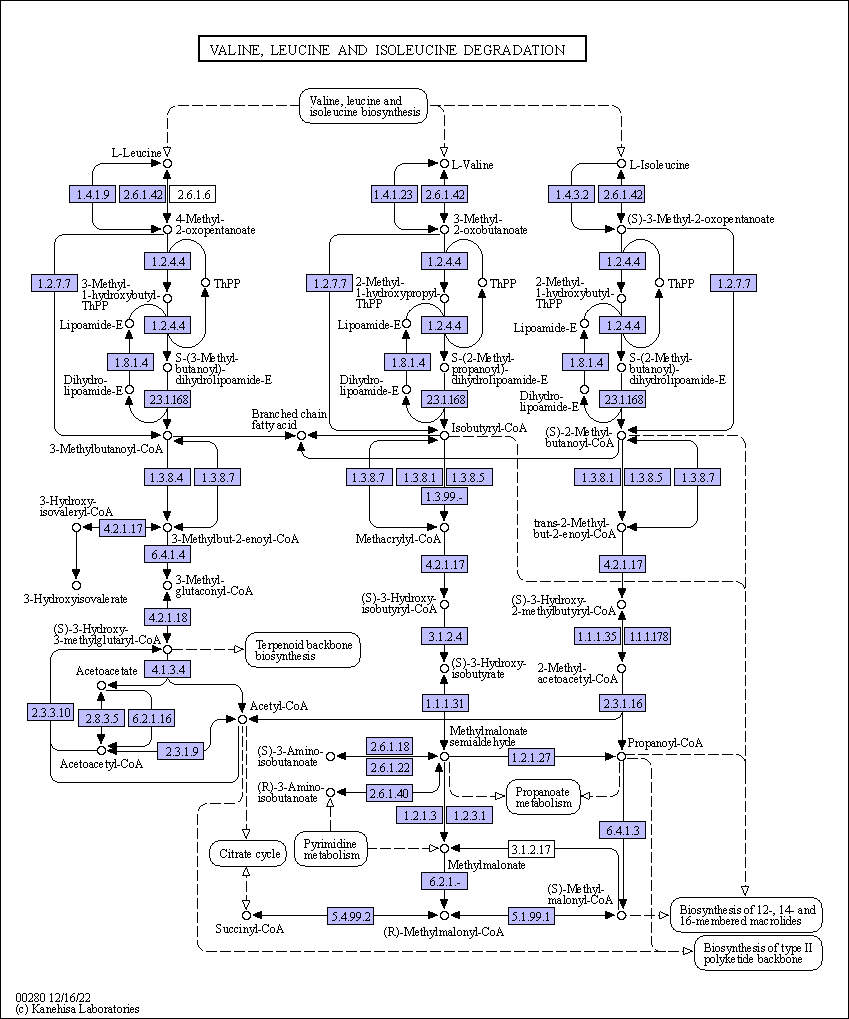 VALINE, LEUCINE AND ISOLEUCINE DEGRADATION
Valine, leucine and
isoleucine biosynthesis
L-Leucine
L-Valine
L-Isoleucine
1.4.1.9
2.6.1.42
2.6.1.6
1.4.1.23
2.6.1.42
1.4.3.2
2.6.1.42
4-Methyl-
2-oxopentanoate
3-Methyl-
2-oxobutanoate
(S)-3-Methyl-2-oxopentanoate
1.2.4.4
1.2.4.4
1.2.4.4
1.2.7.7
ThPP
1.2.7.7
ThPP
ThPP
1.2.7.7
3-Methyl-
1-hydroxybutyl-
ThPP
2-Methyl-
1-hydroxypropyl-
ThPP
2-Methyl-
1-hydroxybutyl-
ThPP
Lipoamide-E
1.2.4.4
Lipoamide-E
1.2.4.4
Lipoamide-E
1.2.4.4
1.8.1.4
1.8.1.4
1.8.1.4
S-(3-Methyl-
butanoyl)-
dihydrolipoamide-E
S-(2-Methyl-
propanoyl)-
dihydrolipoamide-E
S-(2-Methyl-
butanoyl)-
dihydrolipoamide-E
Dihydro-
lipoamide-E
Dihydro-
lipoamide-E
Dihydro-
lipoamide-E
2.3.1.168
2.3.1.168
2.3.1.168
Branched chain
fatty acid
Isobutyryl-CoA
(S)-2-Methyl-
butanoyl-CoA
3-Methylbutanoyl-CoA
1.3.8.4
1.3.8.7
1.3.8.7
1.3.8.1
1.3.8.5
1.3.8.1
1.3.8.5
1.3.8.7
1.3.99.-
3-Hydroxy-
isovaleryl-CoA
4.2.1.17
3-Methylbut-2-enoyl-CoA
Methacrylyl-CoA
trans-2-Methyl-
but-2-enoyl-CoA
6.4.1.4
4.2.1.17
4.2.1.17
3-Hydroxyisovalerate
3-Methyl-
glutaconyl-CoA
(S)-3-Hydroxy-
isobutyryl-CoA
(S)-3-Hydroxy-
2-methylbutyryl-CoA
4.2.1.18
(S)-3-Hydroxy-
3-methylglutaryl-CoA
Terpenoid backbone
biosynthesis
3.1.2.4
1.1.1.35
1.1.1.178
4.1.3.4
Acetoacetate
(S)-3-Hydroxy-
isobutyrate
2-Methyl-
acetoacetyl-CoA
2.3.3.10
2.8.3.5
6.2.1.16
Acetyl-CoA
1.1.1.31
2.3.1.16
2.3.1.9
Acetoacetyl-CoA
Methylmalonate
semialdehyde
Propanoyl-CoA
(S)-3-Amino-
isobutanoate
2.6.1.18
2.6.1.22
1.2.1.27
(R)-3-Amino-
isobutanoate
2.6.1.40
Propanoate
metabolism
1.2.1.3
1.2.3.1
6.4.1.3
Citrate cycle
Pyrimidine
metabolism
3.1.2.17
Methylmalonate
6.2.1.-
(S)-Methyl-
malonyl-CoA
Succinyl-CoA
5.4.99.2
(R)-Methylmalonyl-CoA
5.1.99.1
Biosynthesis of 12-, 14- and
16-membered macrolides
Biosynthesis of type II
polyketide backbone
00280 12/16/22
(c) Kanehisa Laboratories